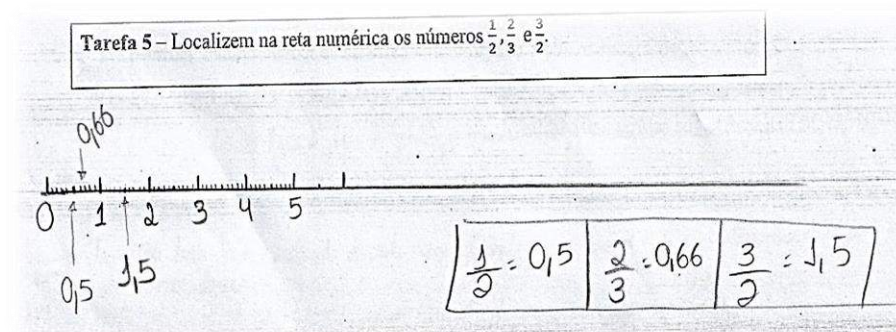 Tarefa 5 – Localizem na reta numérica os números 1/2, 2/3 e 3/2.
0,66
0 1 2 3 4 5
0,5 1,5
1/2 = 0,5 2/3 = 0,66 3/2 = 1,5